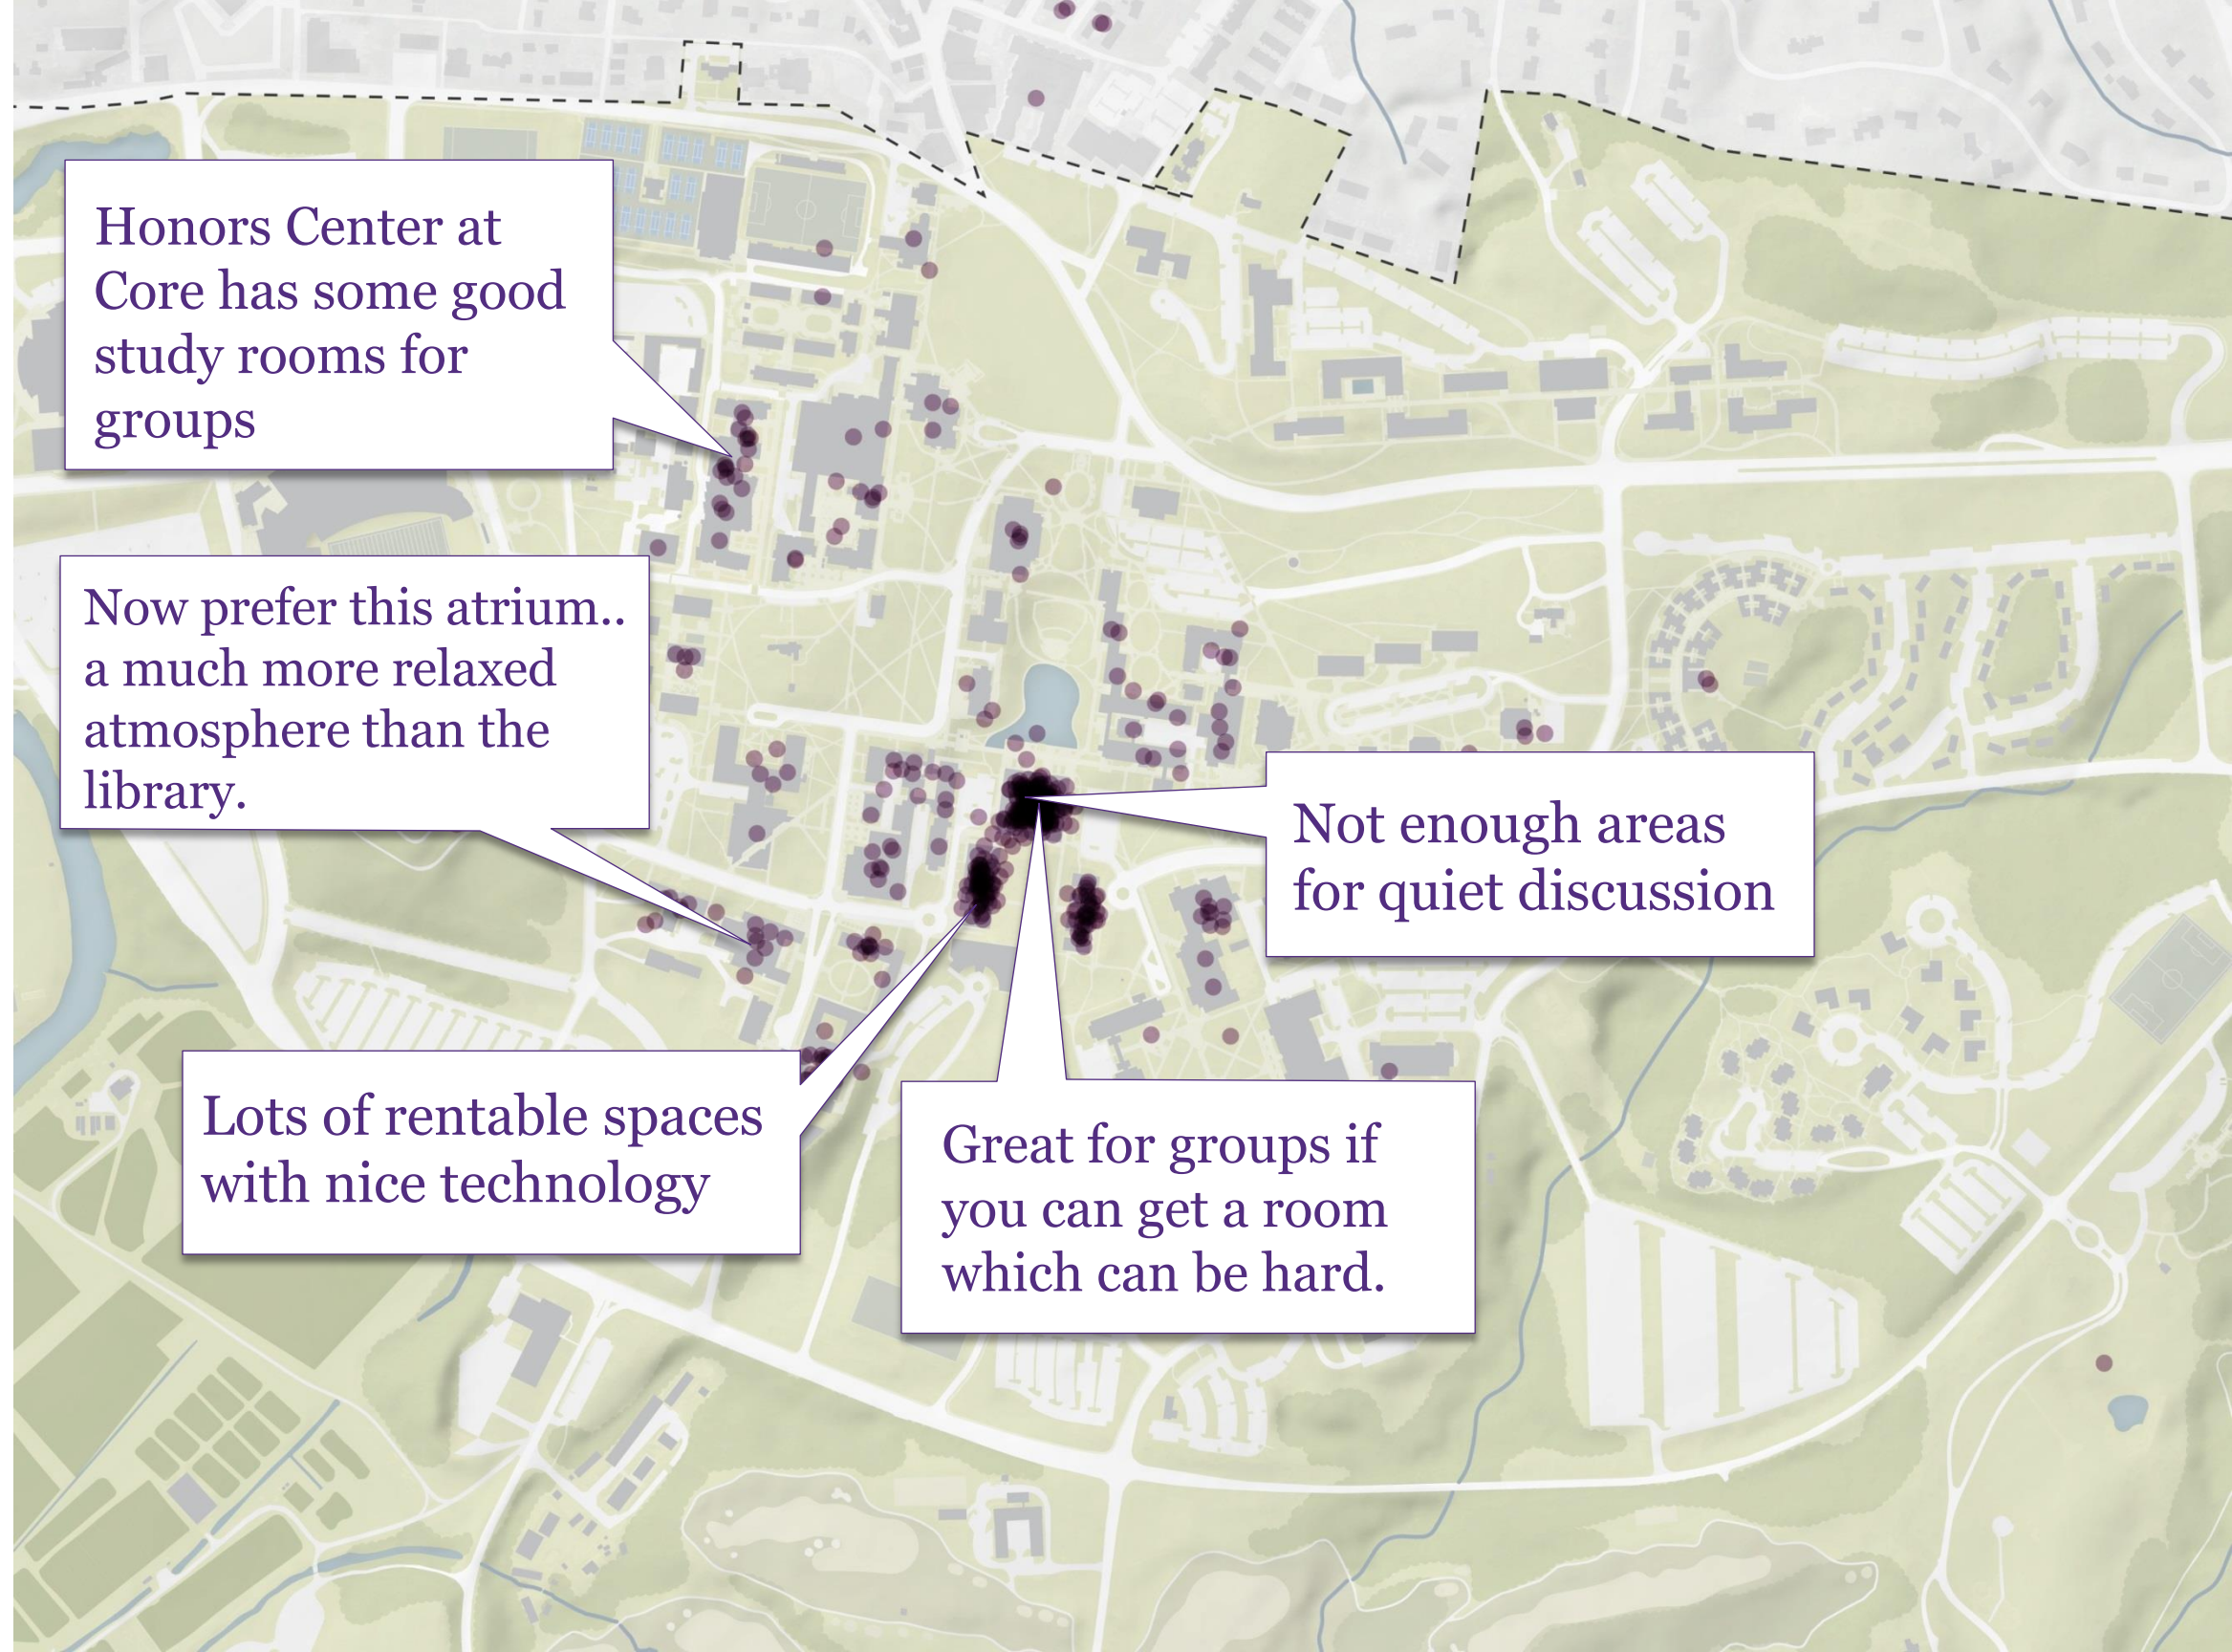 Honors Center at
Core has some good
study rooms for
groups
Now prefer this atrium..
a much more relaxed
atmosphere than the
library.
Not enough areas
for quiet discussion
Lots of rentable spaces
with nice technology
Great for groups if
you can get a room
which can be hard.